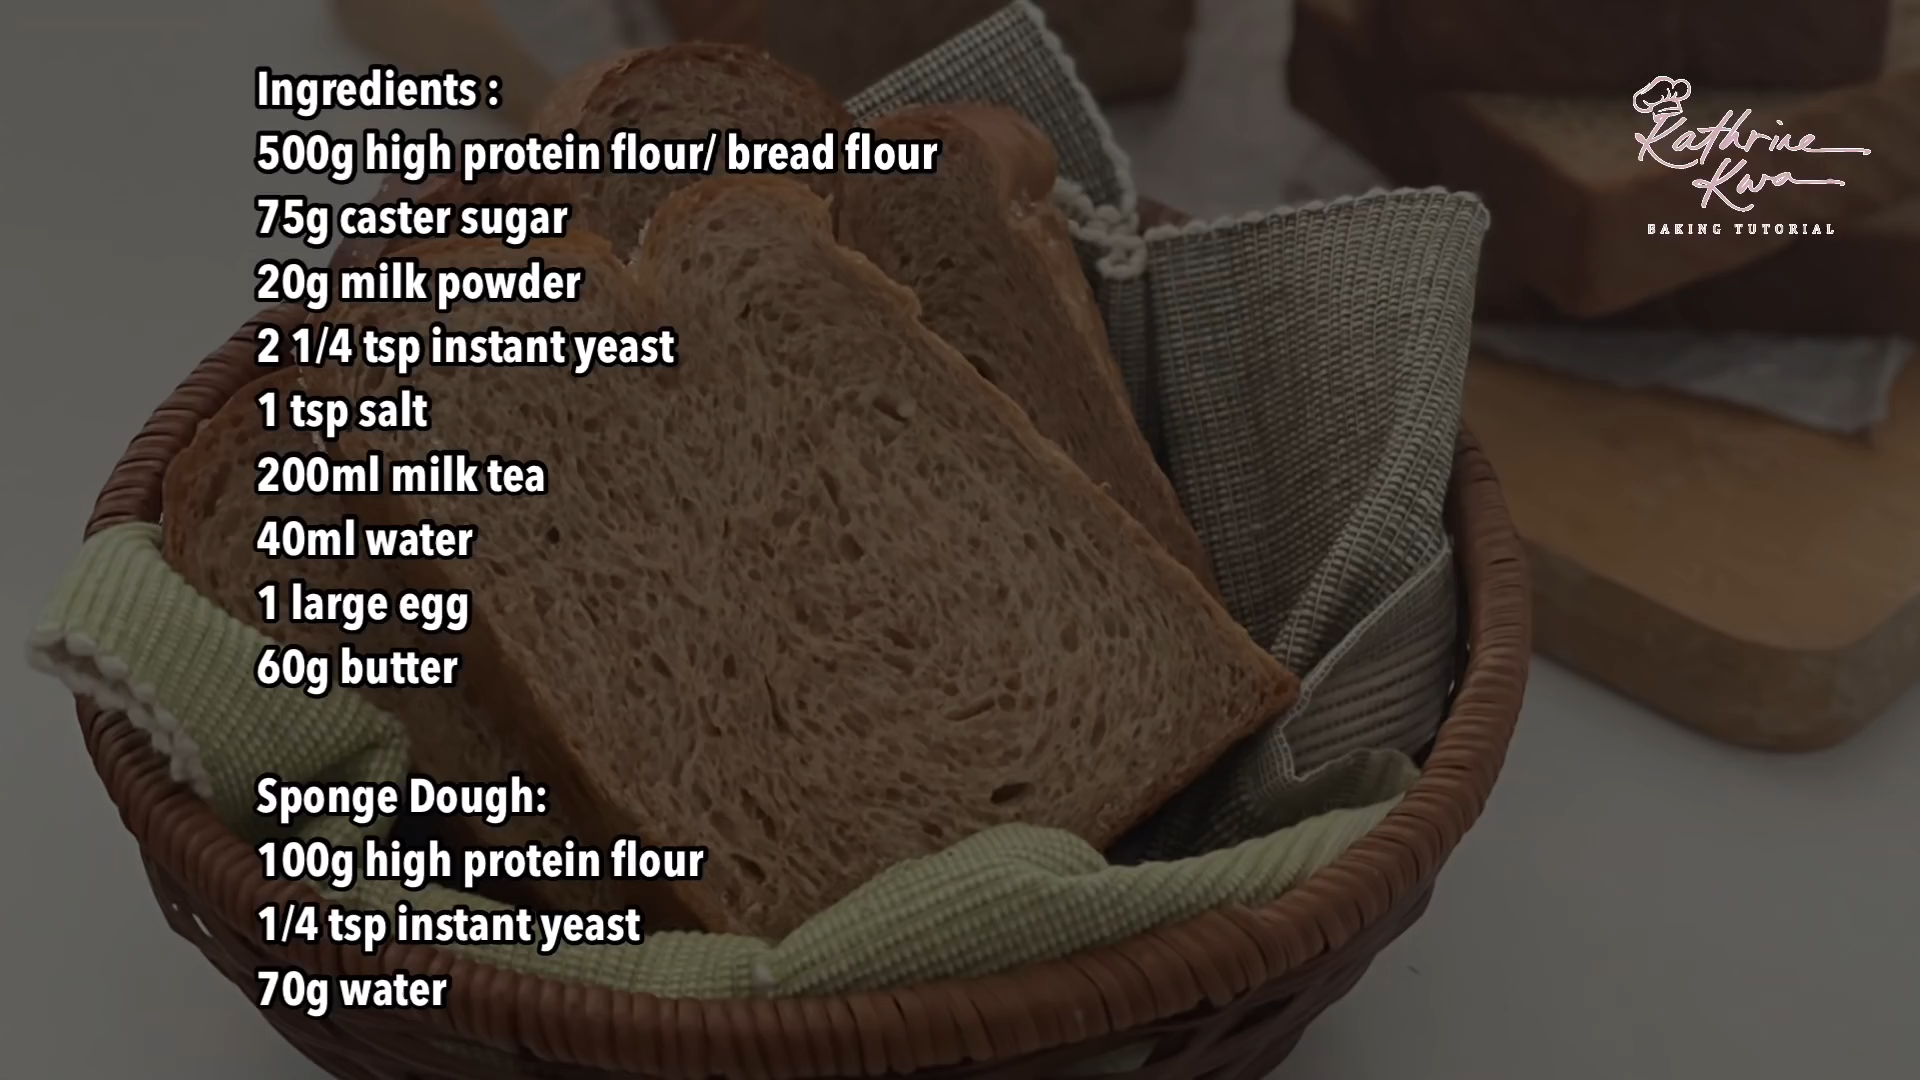 Ingredients :
500g high protein flour/ bread flour
75g caster sugar
20g milk powder
2 1/4 tsp instant yeast
1 tsp salt
200ml milk tea
40ml water
1 large egg
60g butter
Sponge Dough:
100g high protein flour
1/4 tsp instant yeast
70g water
Kathrine
Kwa
BAKING TUTORIAL